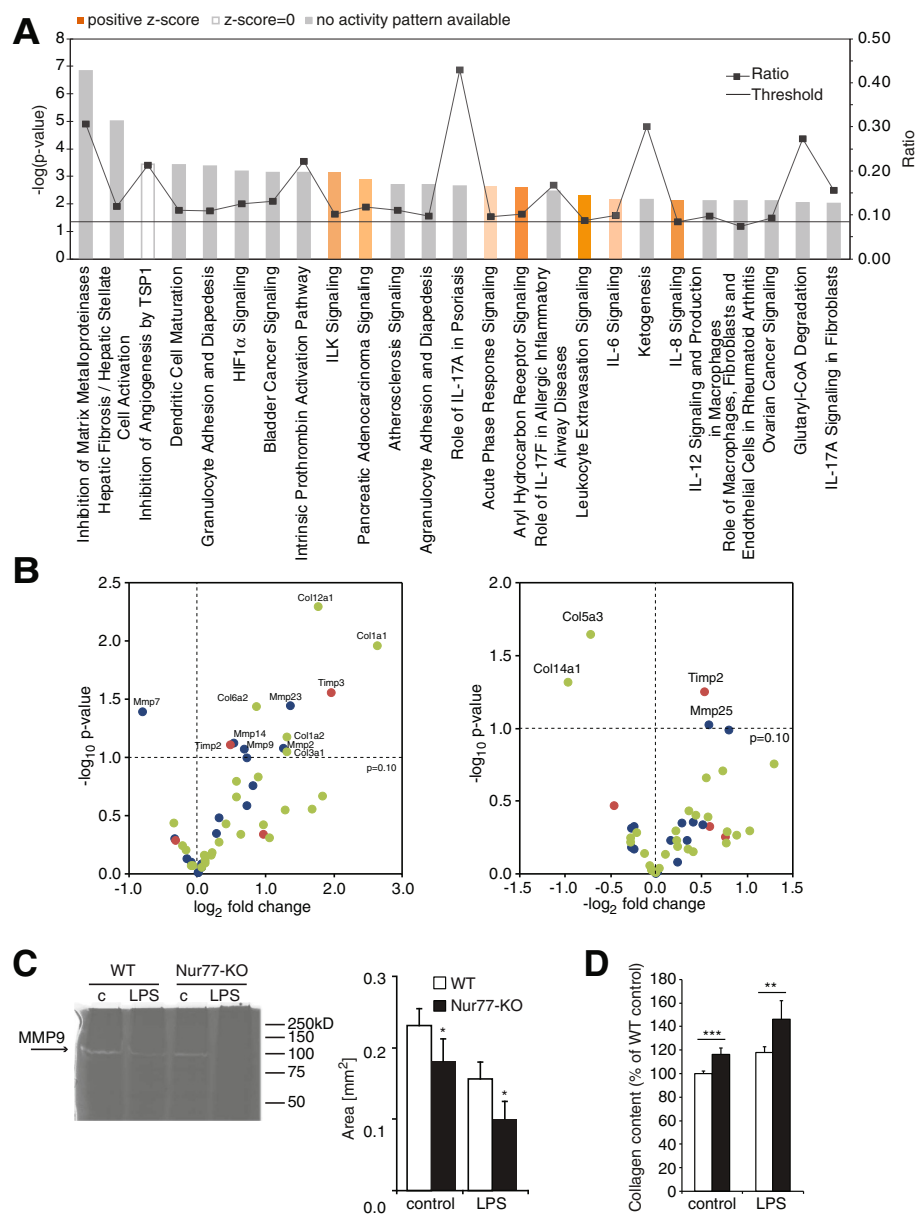 A
positive z-score z-score=0 no activity pattern available
8
7
6
5
4
3
2
1
0
-log(p-value)
0.50
0.40
0.30
0.20
0.10
0.00
Ratio
Ratio
Threshold
Inhibition of Matrix Metalloproteinases
Hepatic Fibrosis / Hepatic Stellate
Cell Activation
Inhibition of Angiogenesis by TSP1
Dendritic Cell Maturation
Granulocyte Adhesion and Diapedesis
HIF1α Signaling
Bladder Cancer Signaling
Intrinsic Prothrombin Activation Pathway
ILK Signaling
Pancreatic Adenocarcinoma Signaling
Atherosclerosis Signaling
Agranulocyte Adhesion and Diapedesis
Role of IL-17A in Psoriasis
Acute Phase Response Signaling
Aryl Hydrocarbon Receptor Signaling
Role of IL-17F in Allergic Inflammatory
Airway Diseases
Leukocyte Extravasation Signaling
IL-6 Signaling
Ketogenesis
IL-8 Signaling
IL-12 Signaling and Production
in Macrophages
Role of Macrophages, Fibroblasts and
Endothelial Cells in Rheumatoid Arthritis
Ovarian Cancer Signaling
Glutaryl-CoA Degradation
IL-17A Signaling in Fibroblasts
B
2.5
2.0
1.5
1.0
0.5
0.0
-log10 p-value
Col12a1
Col1a1
Timp3
Mmp7
Col6a2
Mmp23
Mmp14
Col1a2
Timp2
Mmp9
Mmp2
Col3a1
p=0.10
-1.0 0.0 1.0 2.0 3.0
log2 fold change
2.5
2.0
1.5
1.0
0.5
0.0
-log10 p-value
Col5a3
Col14a1
Timp2
Mmp25
p=0.10
-1.5 -1.0 -0.5 0.0 0.5 1.0 1.5
-log2 fold change
C
WT Nur77-KO
c LPS c LPS
MMP9
250kD
150
100
75
50
0.3
0.2
0.1
0.0
Area [mm2]
WT
Nur77-KO
*
*
control LPS
D
160
140
120
100
80
60
40
20
0
Collagen content (% of WT control)
***
**
control LPS